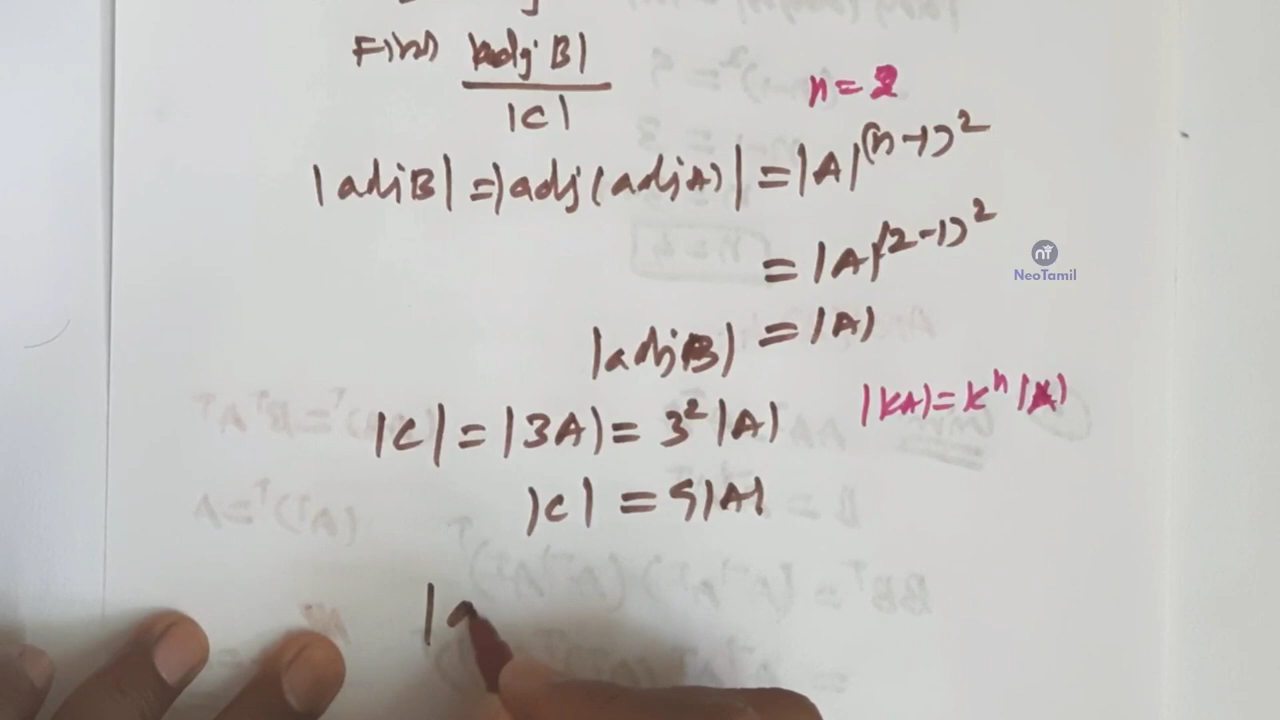 Find |adj B|
|C|
n = 2
|adj B| = |adj (adj A)| = |A|^(n-1)^2
= |A|^(2-1)^2
NeoTamil
|adj B| = |A|
|KA| = K^n |A|
|C| = |3A| = 3^2 |A|
|C| = 9|A|